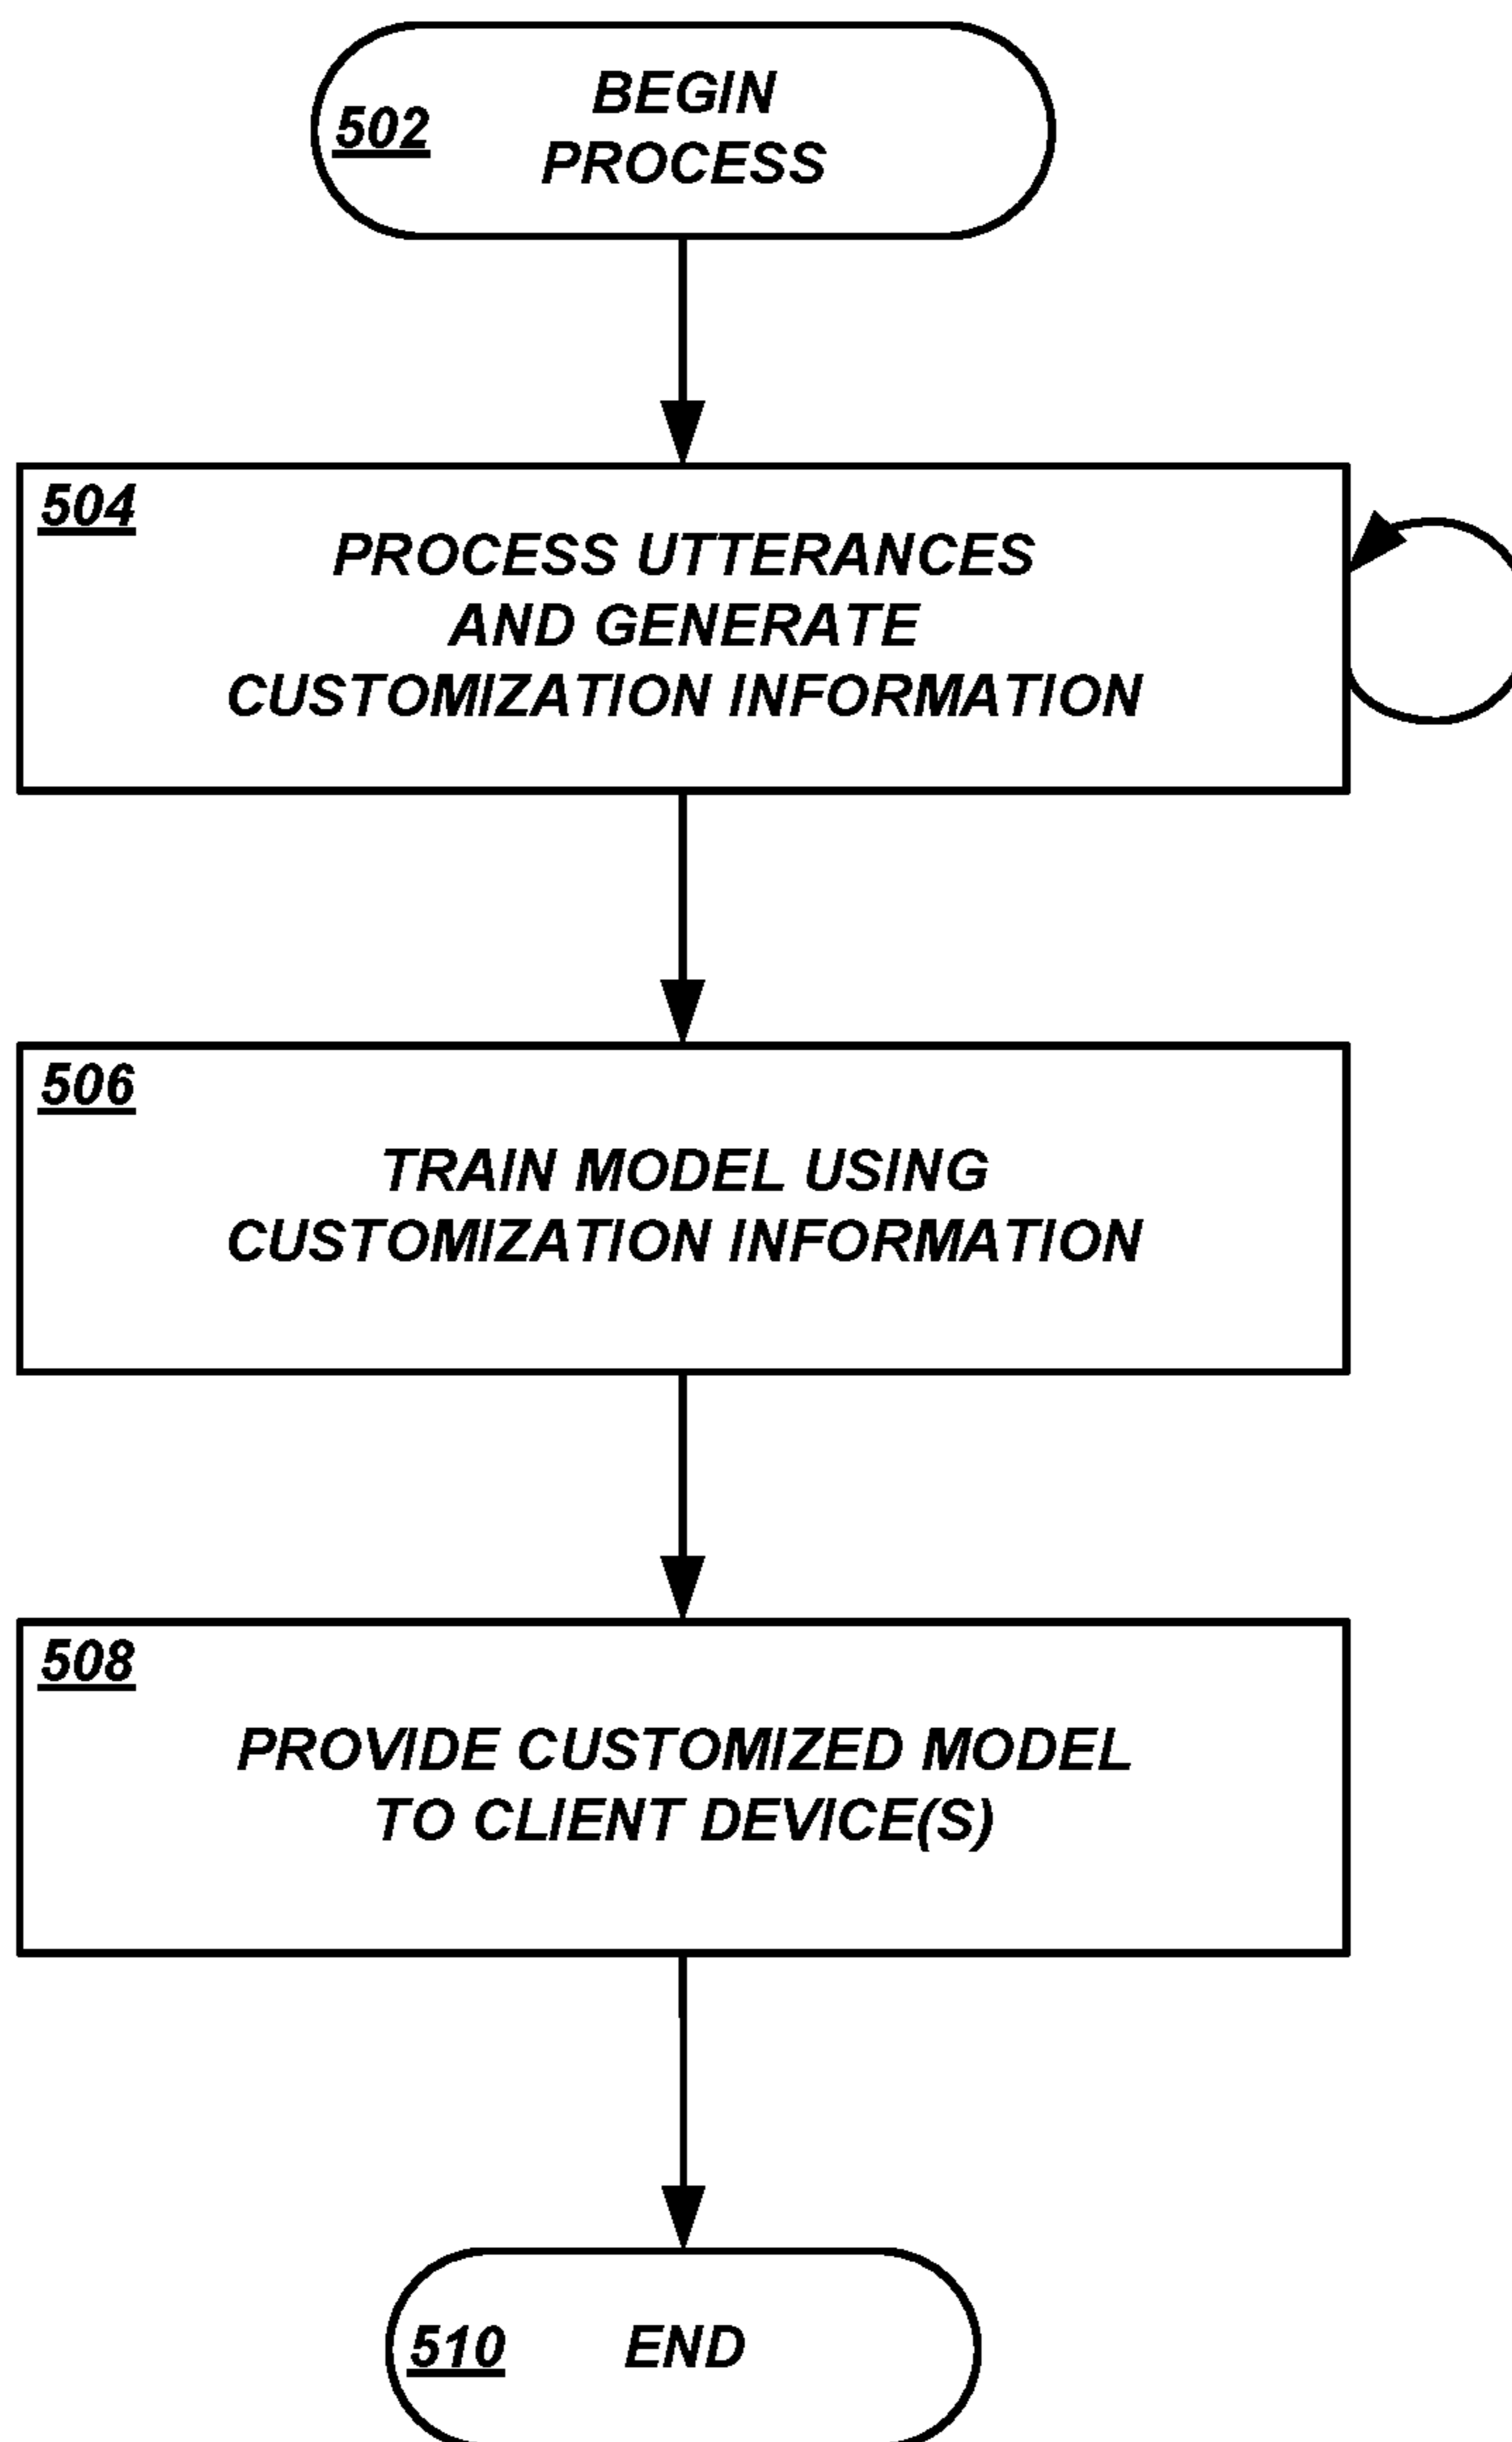 BEGIN
502
PROCESS
504
PROCESS UTTERANCES
AND GENERATE
CUSTOMIZATION INFORMATION
506
TRAIN MODEL USING
CUSTOMIZATION INFORMATION
508
PROVIDE CUSTOMIZED MODEL
TO CLIENT DEVICE(S)
510 END